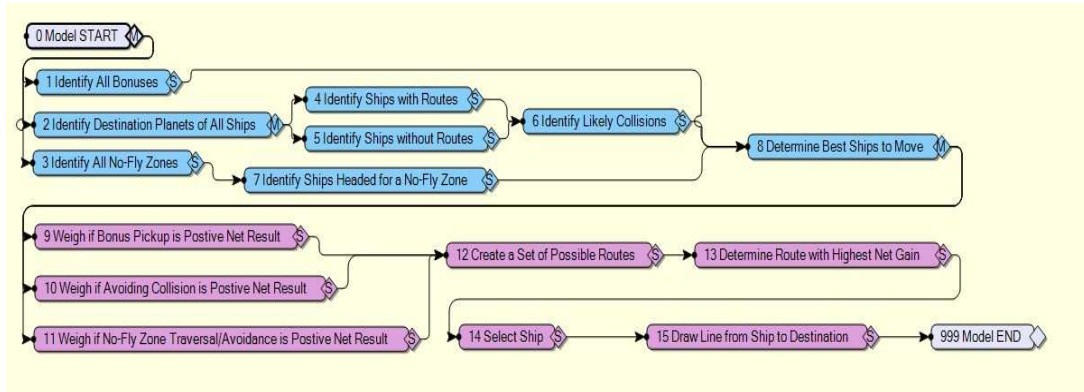 0 Model START M
1 Identify All Bonuses S
2 Identify Destination Planets of All Ships M
3 Identify All No-Fly Zones S
4 Identify Ships with Routes S
5 Identify Ships without Routes S
6 Identify Likely Collisions S
7 Identify Ships Headed for a No-Fly Zone S
8 Determine Best Ships to Move M
9 Weigh if Bonus Pickup is Postive Net Result S
10 Weigh if Avoiding Collision is Postive Net Result S
11 Weigh if No-Fly Zone Traversal/Avoidance is Postive Net Result S
12 Create a Set of Possible Routes S
13 Determine Route with Highest Net Gain S
14 Select Ship S
15 Draw Line from Ship to Destination S
999 Model END